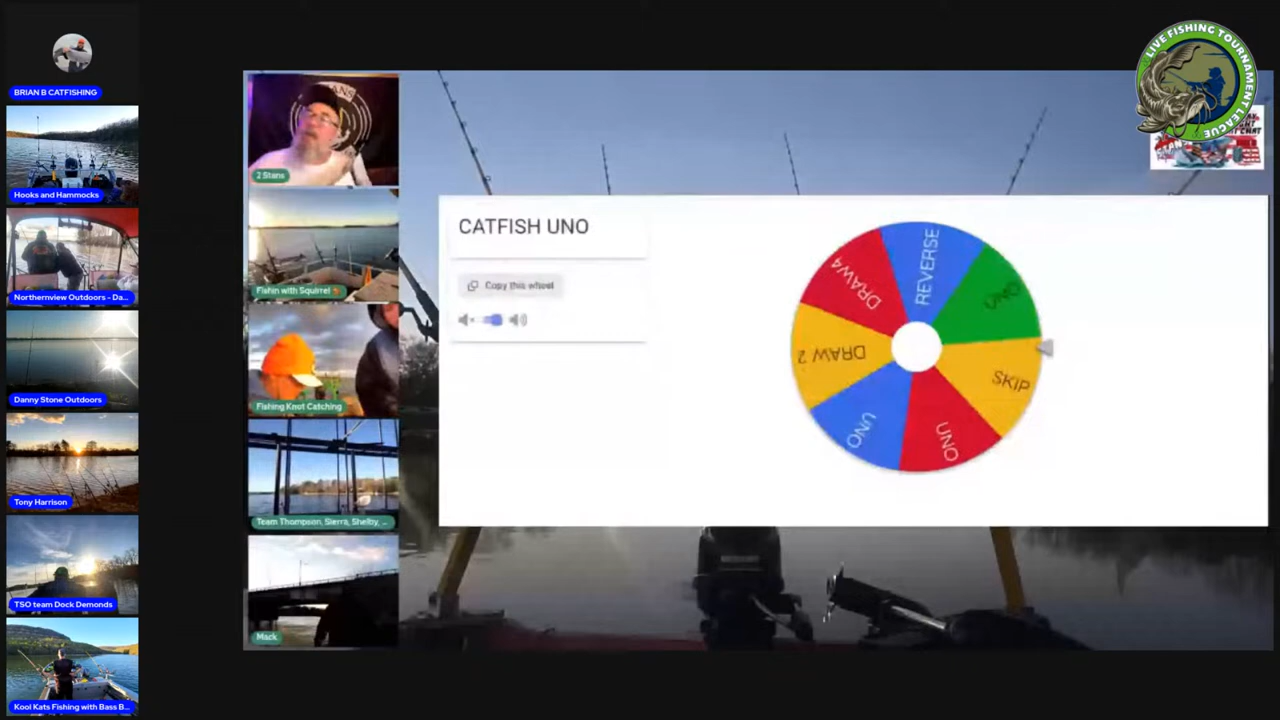 BRIAN B CATFISHING
Hooks and Hammocks
Northernview Outdoors - Da...
Danny Stone Outdoors
Tony Harrison
TSO team Dock Demonds
Kool Kats Fishing with Bass B...
2 Stans
Fishin with Squirrel
Fishing Knot Catching
Team Thompson, Sierra, Shelby, ...
Mack
CATFISH UNO
Copy this wheel
REVERSE
UNO
SKIP
UNO
UNO
DRAW 2
DRAW4
LIVE FISHING TOURNAMENT LEAGUE